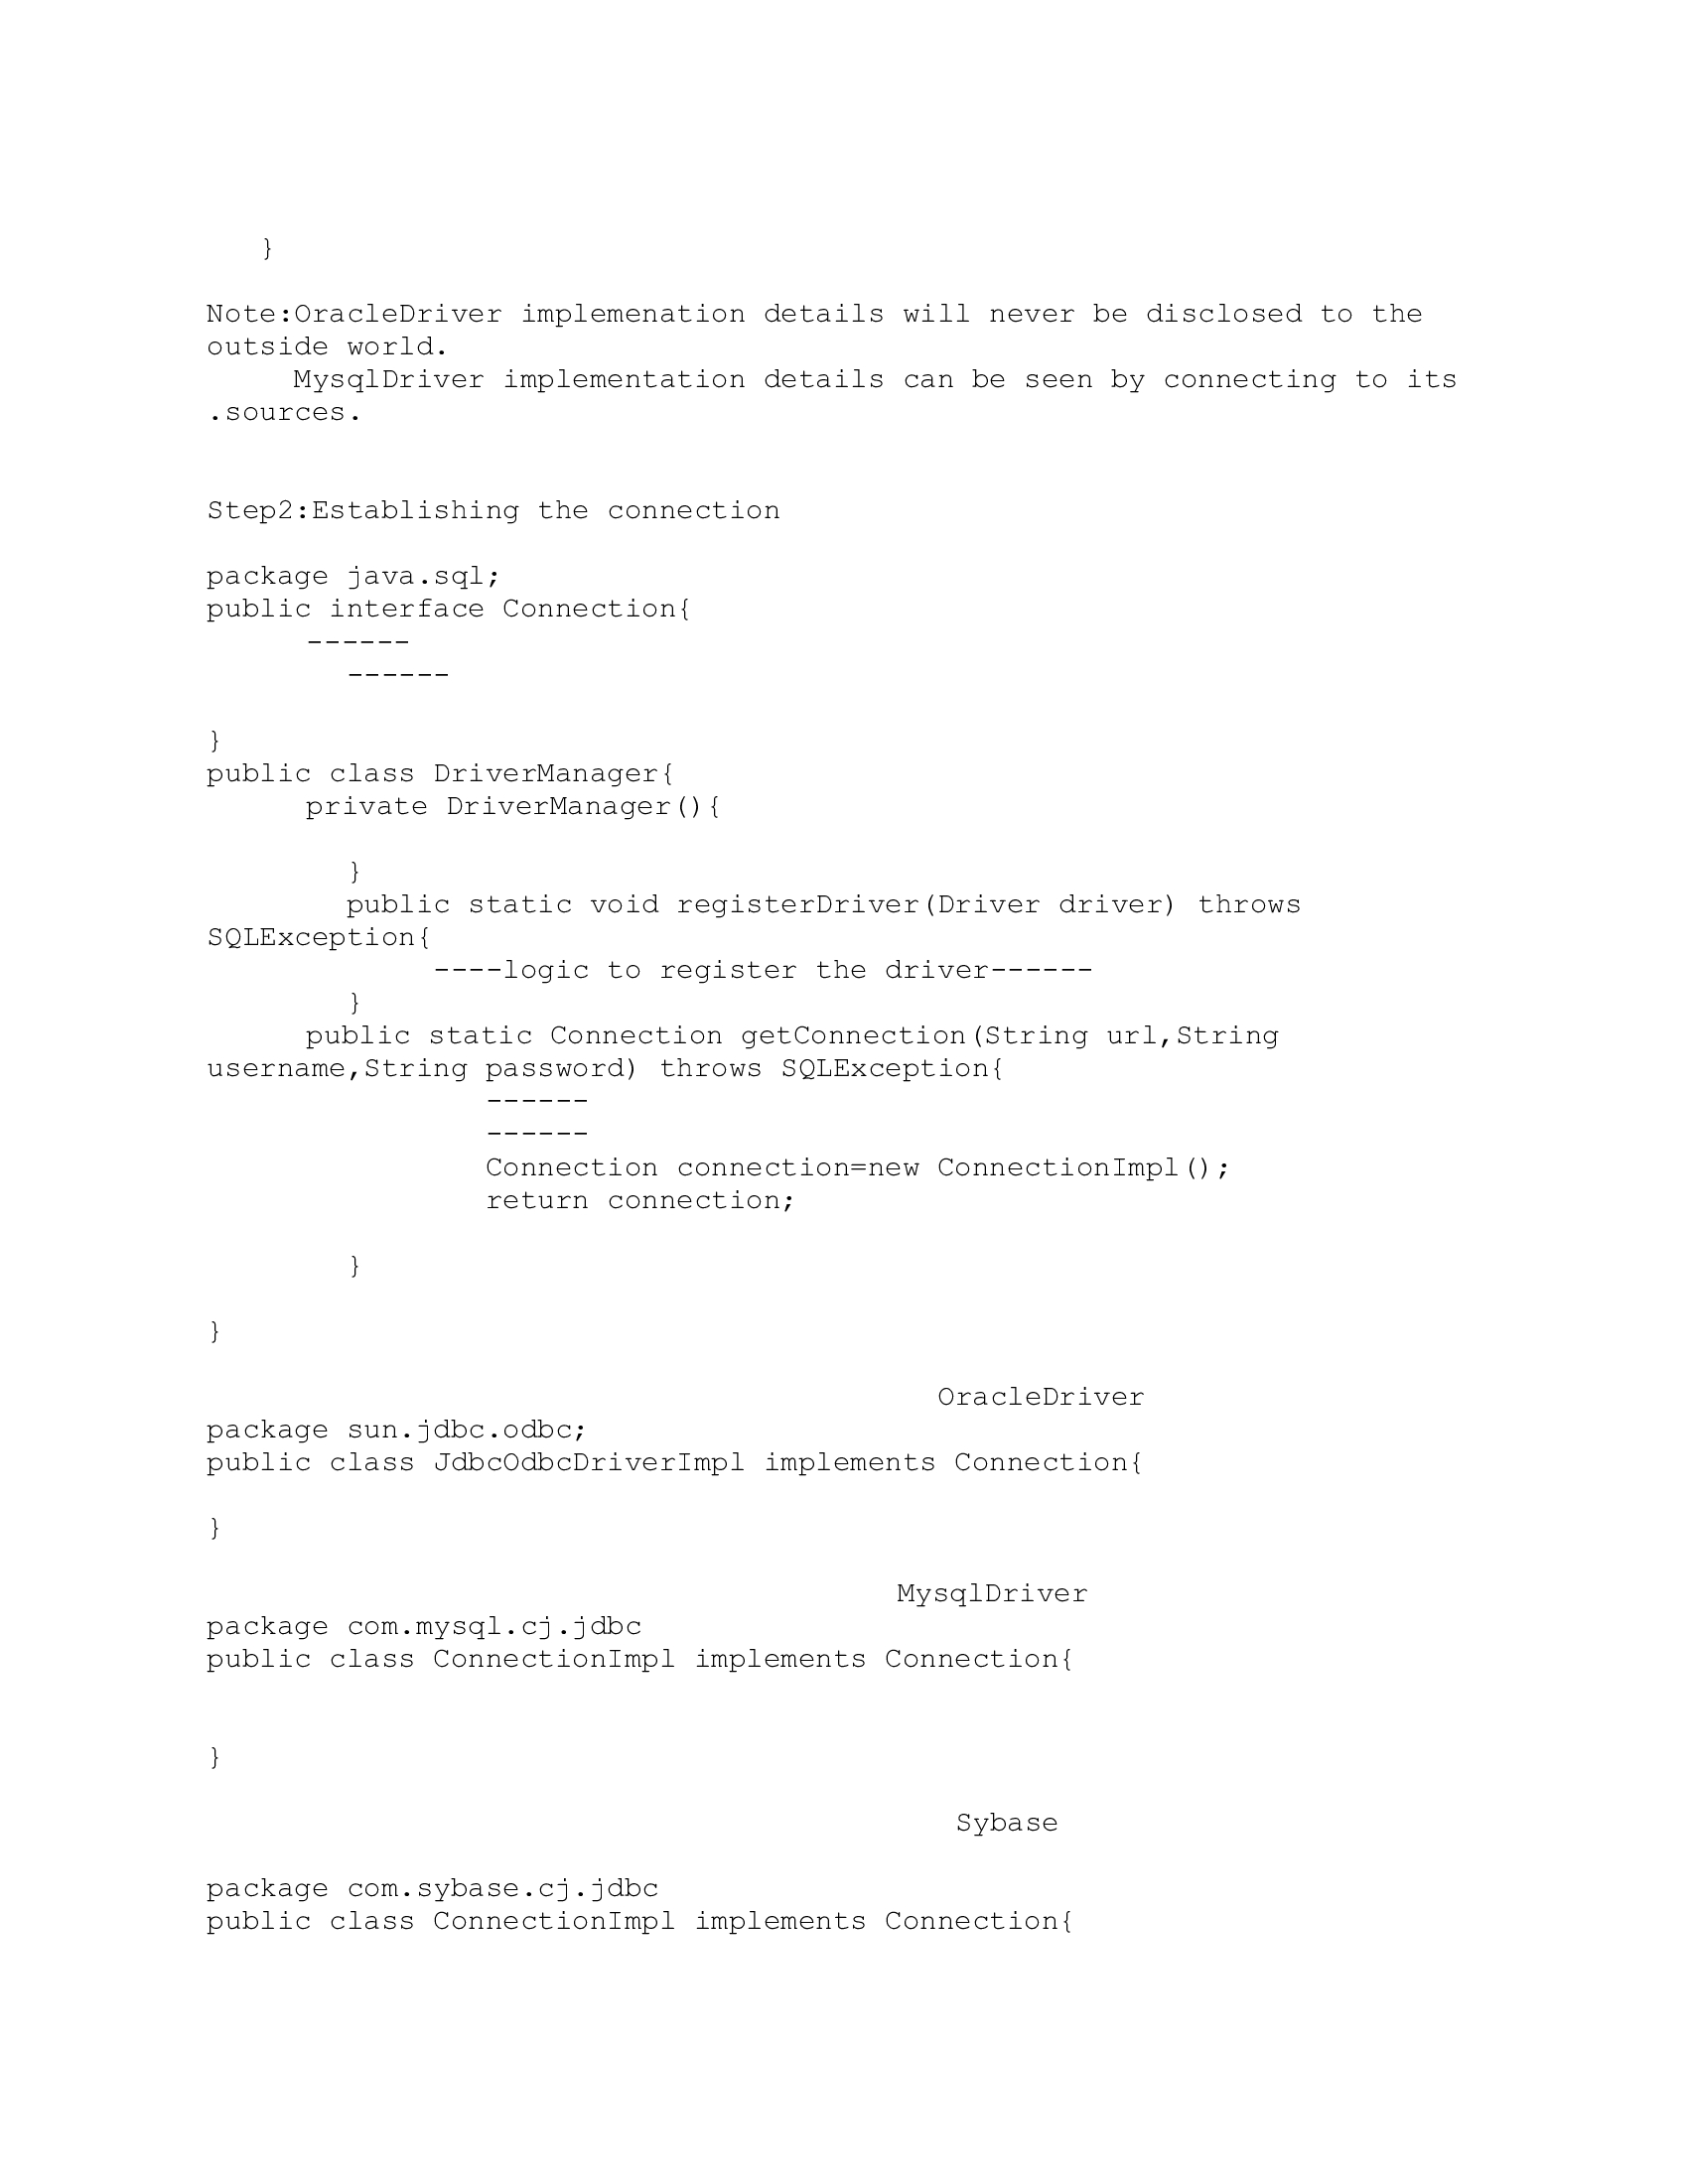 }
Note:OracleDriver implemenation details will never be disclosed to the
outside world.
MysqlDriver implementation details can be seen by connecting to its
.sources.
Step2:Establishing the connection
package java.sql;
public interface Connection{
------
------
}
public class DriverManager{
private DriverManager(){
}
public static void registerDriver(Driver driver) throws
SQLException{
----logic to register the driver------
}
public static Connection getConnection(String url,String
username,String password) throws SQLException{
------
------
Connection connection=new ConnectionImpl();
return connection;
}
}
OracleDriver
package sun.jdbc.odbc;
public class JdbcOdbcDriverImpl implements Connection{
}
MysqlDriver
package com.mysql.cj.jdbc
public class ConnectionImpl implements Connection{
}
Sybase
package com.sybase.cj.jdbc
public class ConnectionImpl implements Connection{